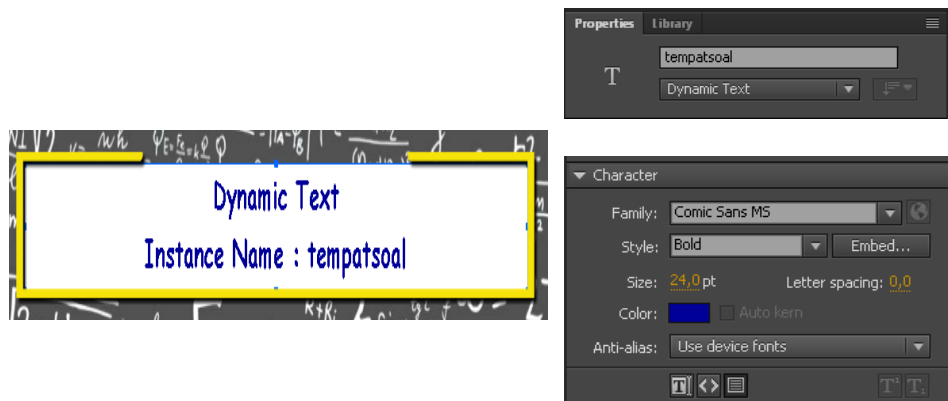 Dynamic Text
Instance Name : tempatsoal
Properties Library
T
tempatsoal
Dynamic Text
Character
Family: Comic Sans MS
Style: Bold Embed...
Size: 24,0 pt Letter spacing: 0,0
Color: Auto kern
Anti-alias: Use device fonts